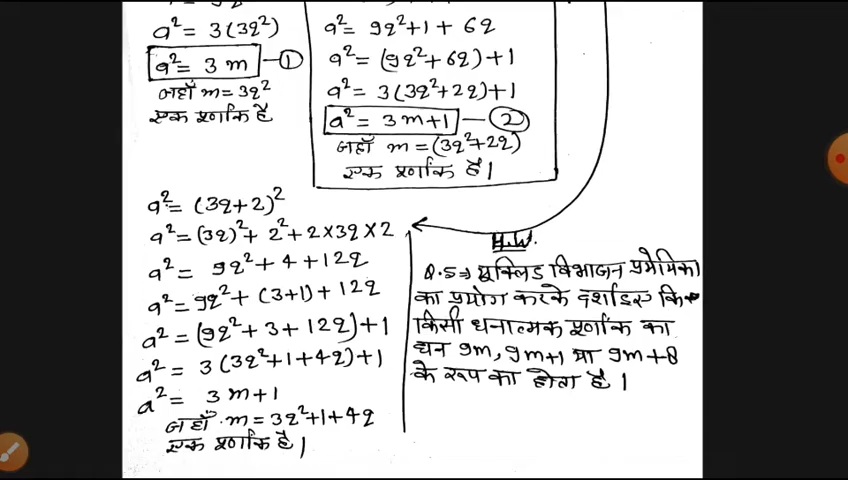 a² = 3(3q²)
a² = 3m —①
जहाँ m = 3q²
एक पूर्णांक है
a² = 9q²+1 + 6q
a² = (9q²+6q)+1
a² = 3(3q²+2q)+1
a² = 3m+1 —②
जहाँ m = (3q²+2q)
एक पूर्णांक है।
a² = (3q+2)²
a² = (3q)²+ 2²+2×3q×2
a² = 9q²+4+12q
a² = 9q²+(3+1)+12q
a² = (9q²+3+12q)+1
a² = 3(3q²+1+4q)+1
a² = 3m+1
जहाँ m = 3q²+1+4q
एक पूर्णांक है।
H.W.
Q.5⇒ यूक्लिड विभाजन प्रमेयिका
का प्रयोग करके दर्शाइए कि
किसी धनात्मक पूर्णांक का
घन 9m, 9m+1 या 9m+8
के रूप का होता है।